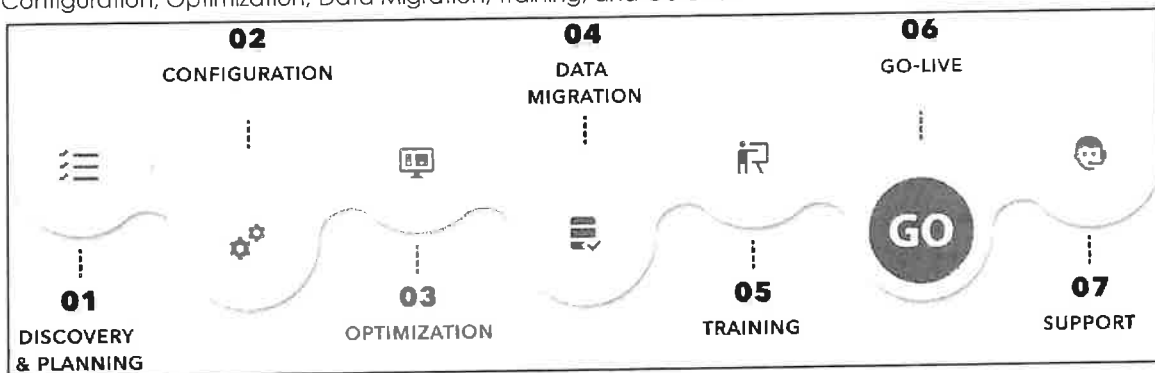 Configuration, Optimization, Data Migration, Training, and Go
02
CONFIGURATION
04
DATA
MIGRATION
06
GO-LIVE
GO
01
DISCOVERY
& PLANNING
03
OPTIMIZATION
05
TRAINING
07
SUPPORT